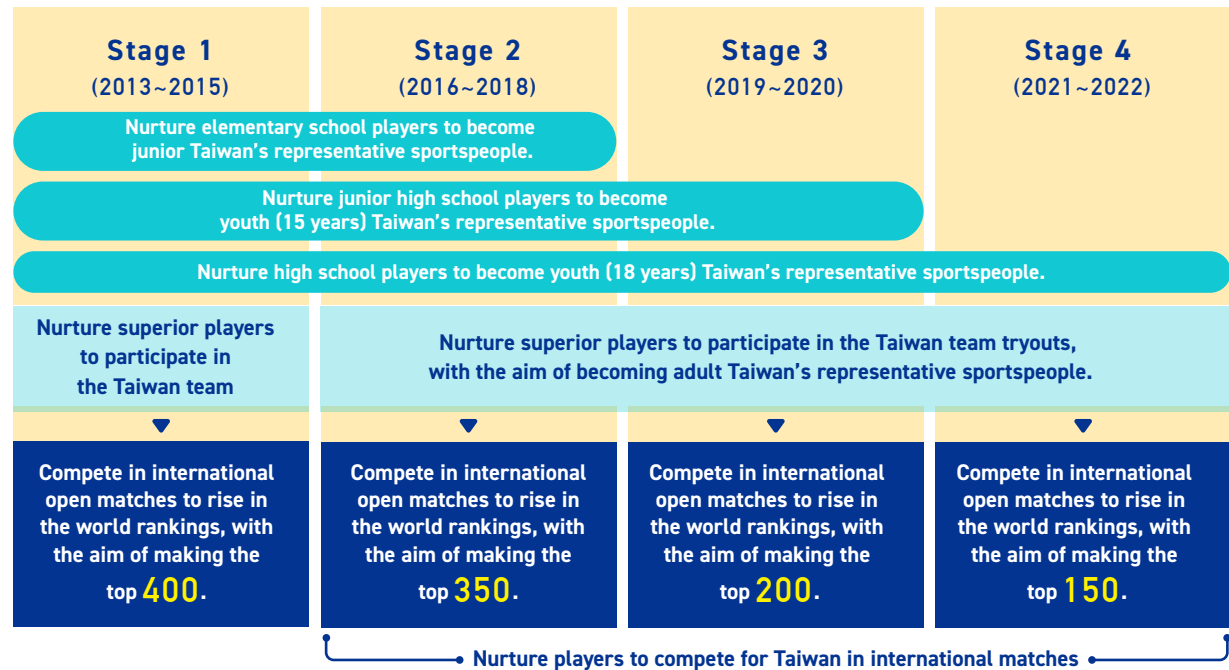 Stage 1
(2013~2015)
Stage 2
(2016~2018)
Stage 3
(2019~2020)
Stage 4
(2021~2022)
Nurture elementary school players to become
junior Taiwan's representative sportspeople.
Nurture junior high school players to become
youth (15 years) Taiwan's representative sportspeople.
Nurture high school players to become youth (18 years) Taiwan's representative sportspeople.
Nurture superior players
to participate in
the Taiwan team
Nurture superior players to participate in the Taiwan team tryouts,
with the aim of becoming adult Taiwan's representative sportspeople.
Compete in international
open matches to rise in
the world rankings, with
the aim of making the
top 400.
Compete in international
open matches to rise in
the world rankings, with
the aim of making the
top 350.
Compete in international
open matches to rise in
the world rankings, with
the aim of making the
top 200.
Compete in international
open matches to rise in
the world rankings, with
the aim of making the
top 150.
Nurture players to compete for Taiwan in international matches